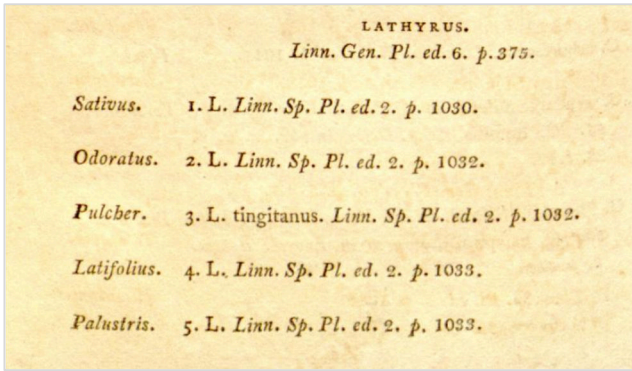 LATHYRUS.
Linn. Gen. Pl. ed. 6. p. 375.
Sativus. 1. L. Linn. Sp. Pl. ed. 2. p. 1030.
Odoratus. 2. L. Linn. Sp. Pl. ed. 2. p. 1032.
Pulcher. 3. L. tingitanus. Linn. Sp. Pl. ed. 2. p. 1032.
Latifolius. 4. L. Linn. Sp. Pl. ed. 2. p. 1033.
Palustris. 5. L. Linn. Sp. Pl. ed. 2. p. 1033.